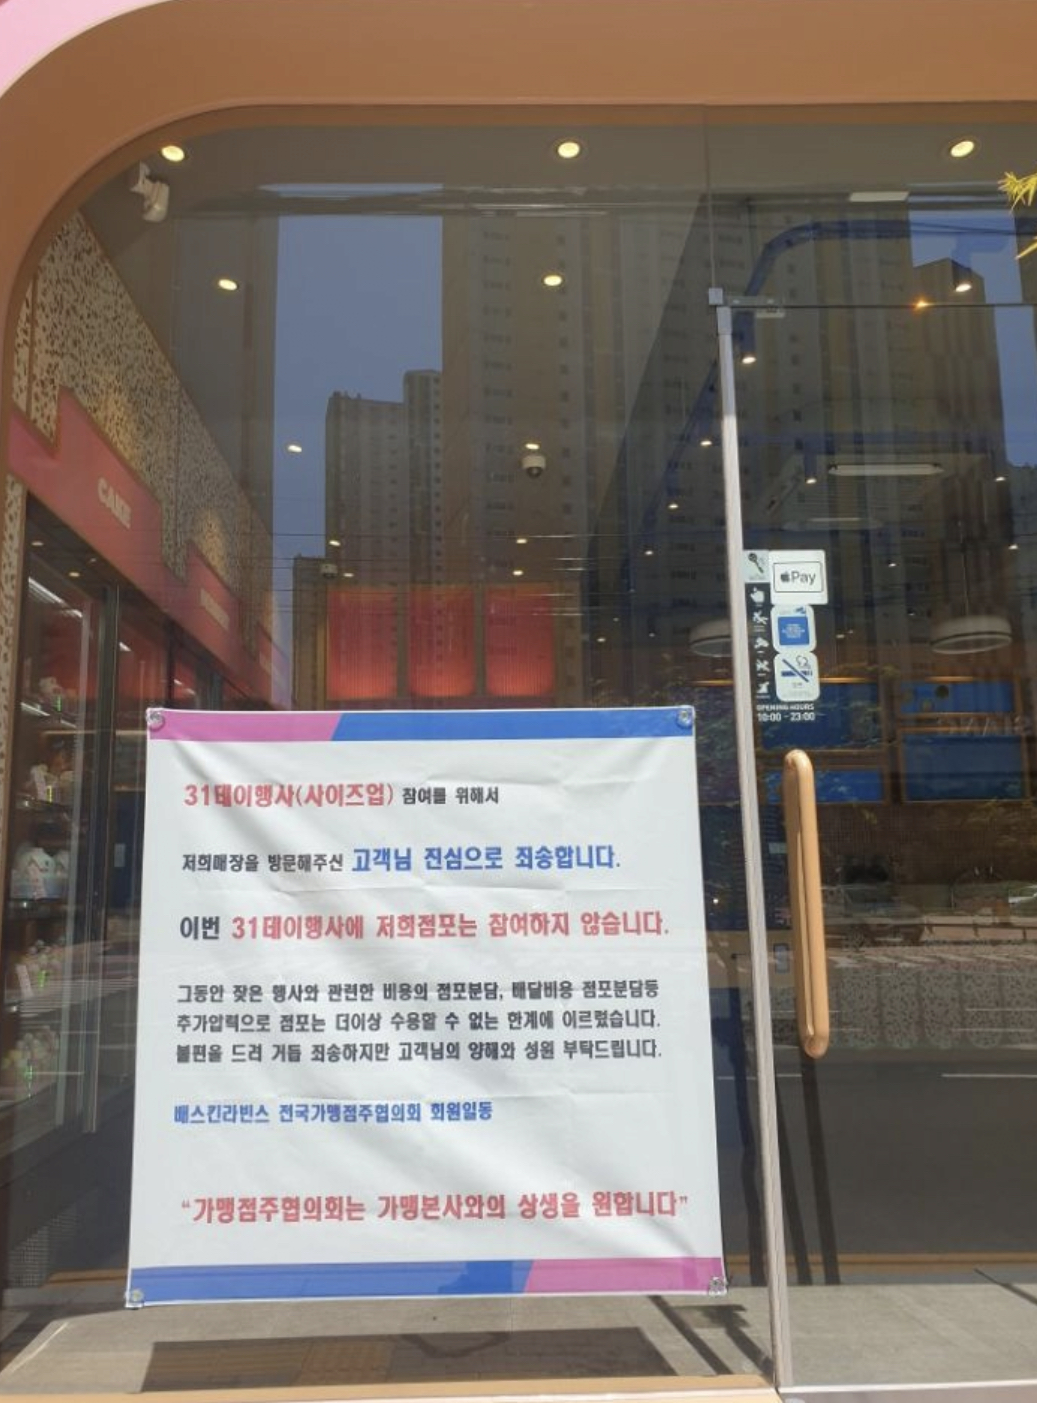 CAKE
Pay
OPENING HOURS
10:00 - 23:00
31데이행사(사이즈업) 참여를 위해서
저희매장을 방문해주신 고객님 진심으로 죄송합니다.
이번 31데이행사에 저희점포는 참여하지 않습니다.
그동안 잦은 행사와 관련한 비용의 점포분담, 배달비용 점포분담등
추가압력으로 점포는 더이상 수용할 수 없는 한계에 이르렀습니다.
불편을 드려 거듭 죄송하지만 고객님의 양해와 성원 부탁드립니다.
배스킨라빈스 전국가맹점주협의회 회원일동
“가맹점주협의회는 가맹본사와의 상생을 원합니다”